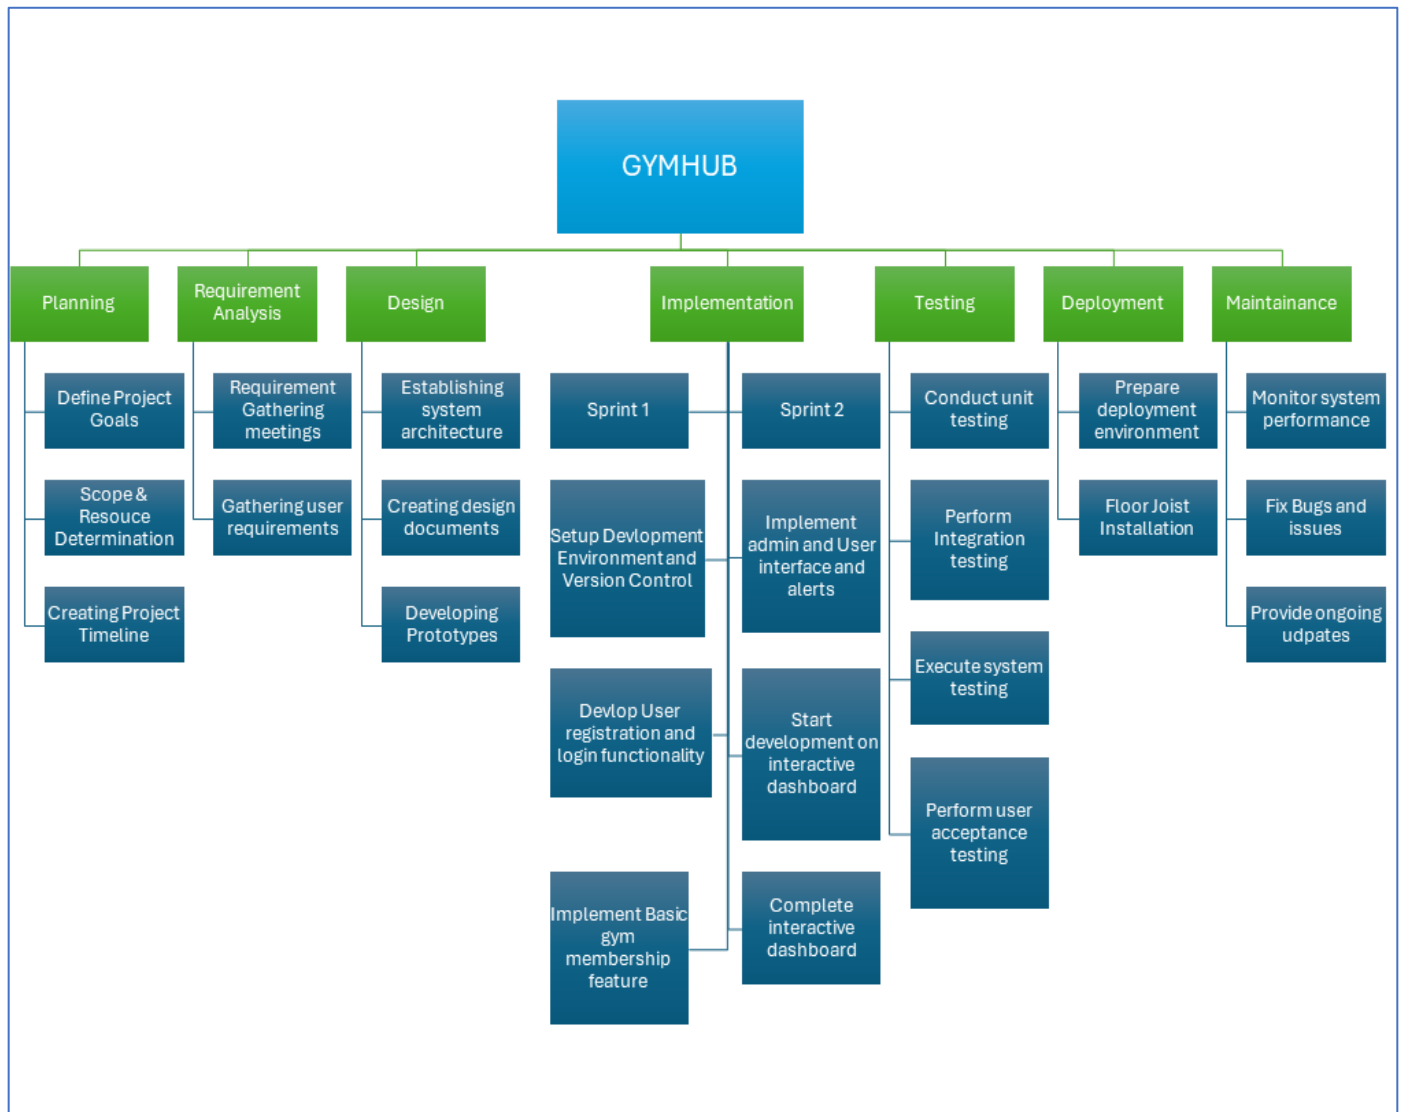 GYMHUB
Planning
Requirement
Analysis
Design
Implementation
Testing
Deployment
Maintainance
Define Project
Goals
Scope &
Resouce
Determination
Creating Project
Timeline
Requirement
Gathering
meetings
Gathering user
requirements
Establishing
system
architecture
Creating design
documents
Developing
Prototypes
Sprint 1
Setup Devlopment
Environment and
Version Control
Devlop User
registration and
login functionality
Implement Basic
gym
membership
feature
Sprint 2
Implement
admin and User
interface and
alerts
Start
development on
interactive
dashboard
Complete
interactive
dashboard
Conduct unit
testing
Perform
Integration
testing
Execute system
testing
Perform user
acceptance
testing
Prepare
deployment
environment
Floor Joist
Installation
Monitor system
performance
Fix Bugs and
issues
Provide ongoing
udpates